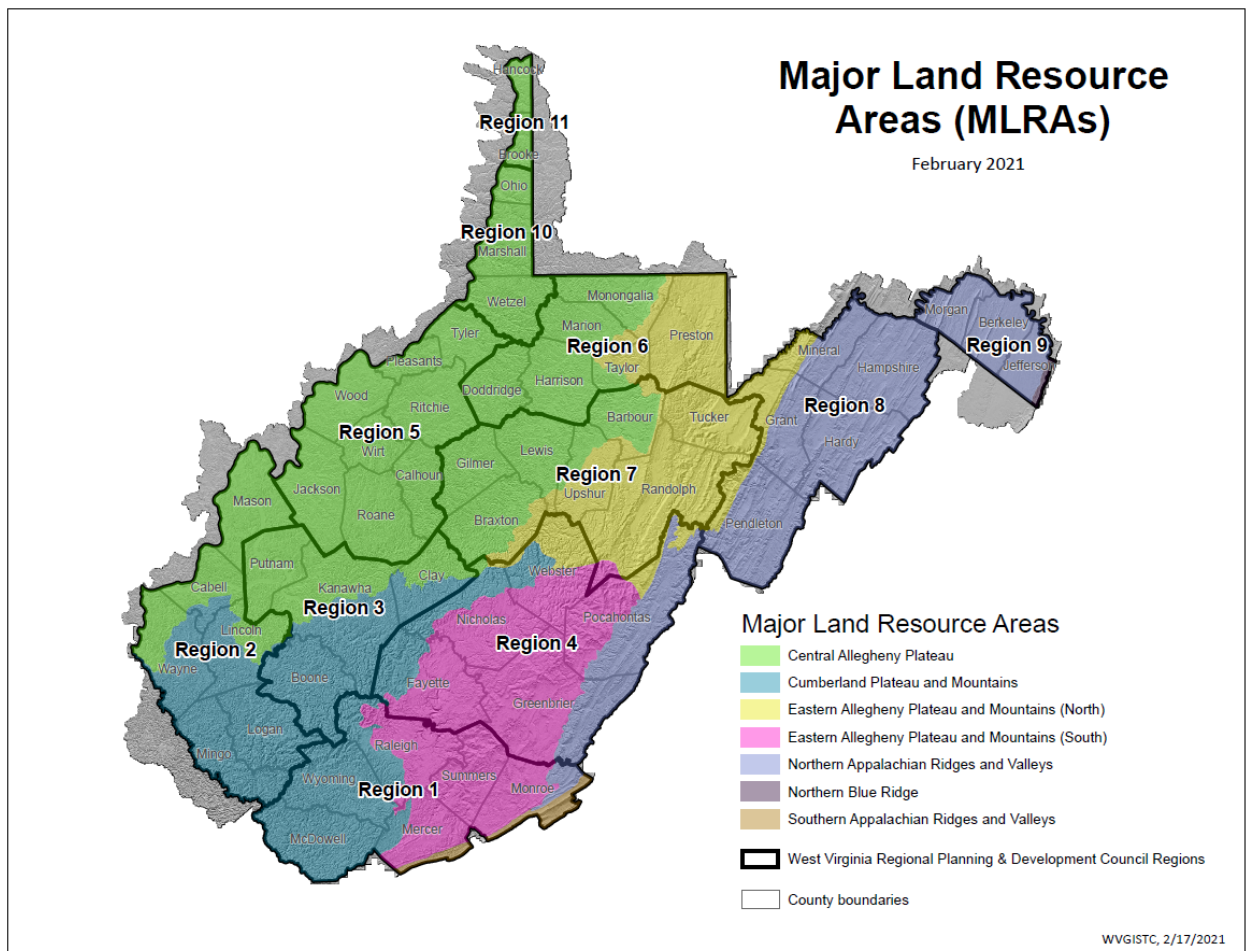 Major Land Resource
Areas (MLRAs)
February 2021
Hancock
Region 11
Brooke
Ohio
Region 10
Marshall
Wetzel
Monongalia
Marion
Preston
Region 6
Taylor
Tyler
Pleasants
Doddridge
Harrison
Wood
Ritchie
Barbour
Tucker
Region 5
Wirt
Lewis
Gilmer
Calhoun
Region 7
Upshur
Randolph
Jackson
Roane
Braxton
Mason
Morgan
Berkeley
Region 9
Jefferson
Mineral
Hampshire
Region 8
Grant
Hardy
Pendleton
Putnam
Kanawha
Clay
Webster
Cabell
Region 3
Nicholas
Pocahontas
Lincoln
Region 2
Region 4
Wayne
Boone
Fayette
Greenbrier
Logan
Mingo
Raleigh
Wyoming
Summers
Region 1
Monroe
Mercer
McDowell
Major Land Resource Areas
Central Allegheny Plateau
Cumberland Plateau and Mountains
Eastern Allegheny Plateau and Mountains (North)
Eastern Allegheny Plateau and Mountains (South)
Northern Appalachian Ridges and Valleys
Northern Blue Ridge
Southern Appalachian Ridges and Valleys
West Virginia Regional Planning & Development Council Regions
County boundaries
WVGISTC, 2/17/2021